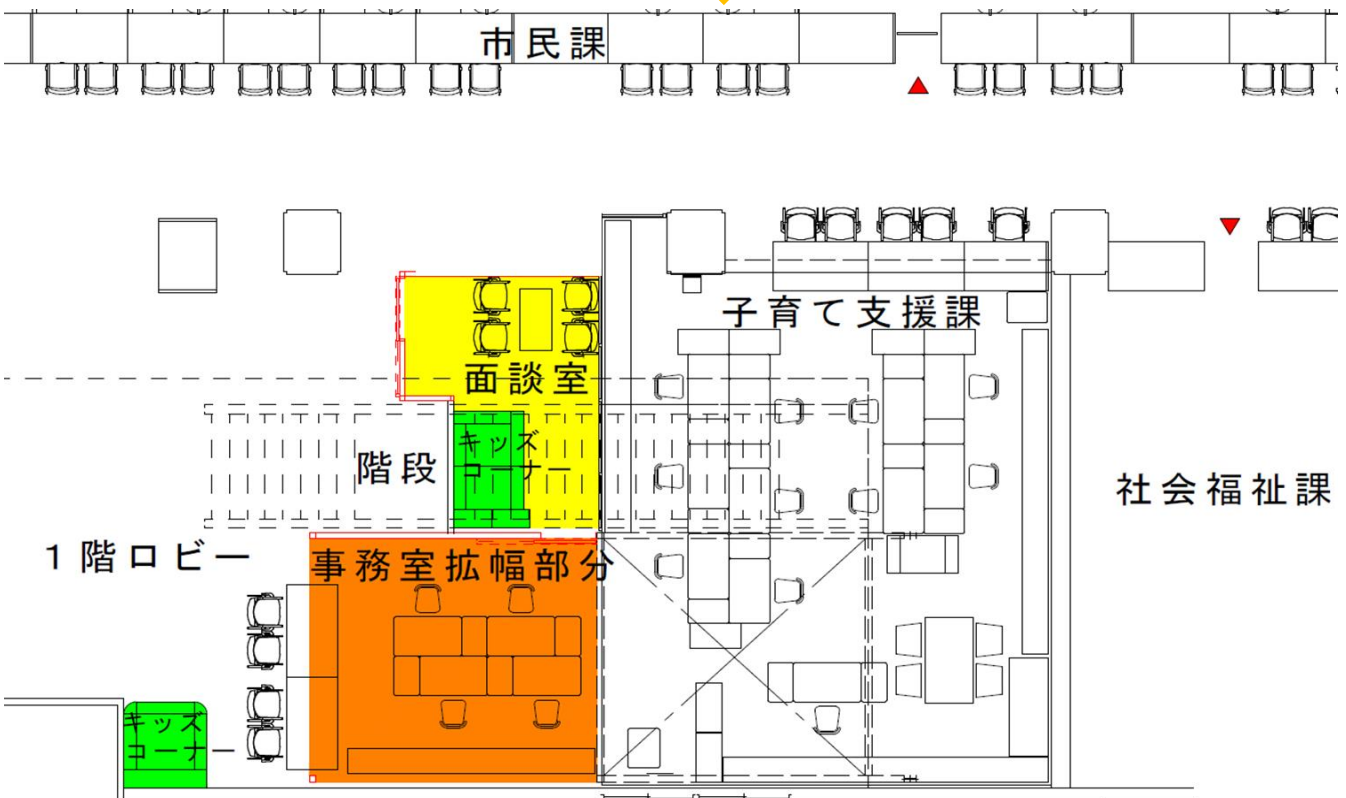 市民課
子育て支援課
面談室
キッズ
コーナー
階段
社会福祉課
1階ロビー
事務室拡幅部分
キッズ
コーナー